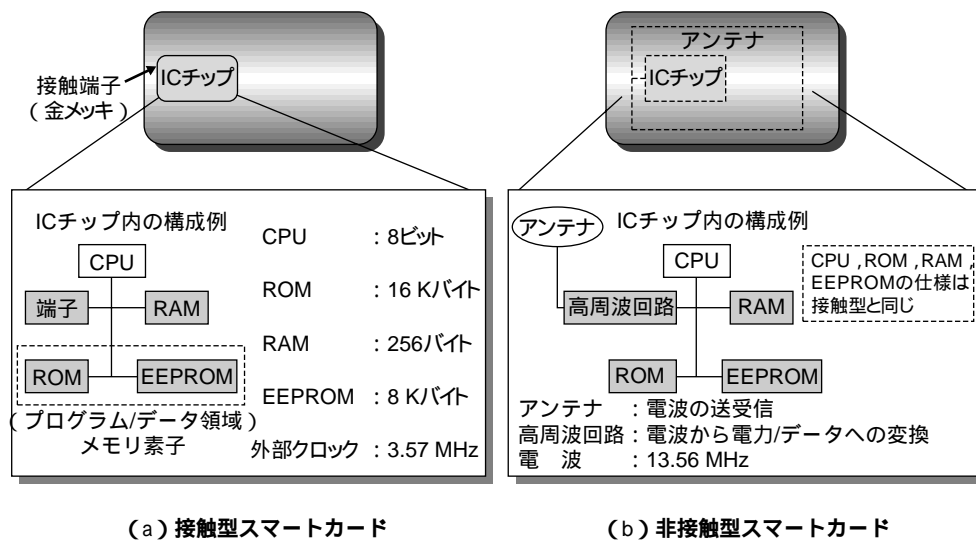 接触端子
(金メッキ)
ICチップ
ICチップ内の構成例
CPU
端子
RAM
ROM
EEPROM
(プログラム/データ領域)
メモリ素子
CPU :8ビット
ROM :16 Kバイト
RAM :256バイト
EEPROM :8 Kバイト
外部クロック :3.57 MHz
(a)接触型スマートカード
アンテナ
ICチップ
アンテナ
ICチップ内の構成例
CPU
高周波回路
RAM
ROM
EEPROM
CPU ,ROM ,RAM ,
EEPROMの仕様は
接触型と同じ
アンテナ :電波の送受信
高周波回路:電波から電力/データへの変換
電 波 :13.56 MHz
(b)非接触型スマートカード